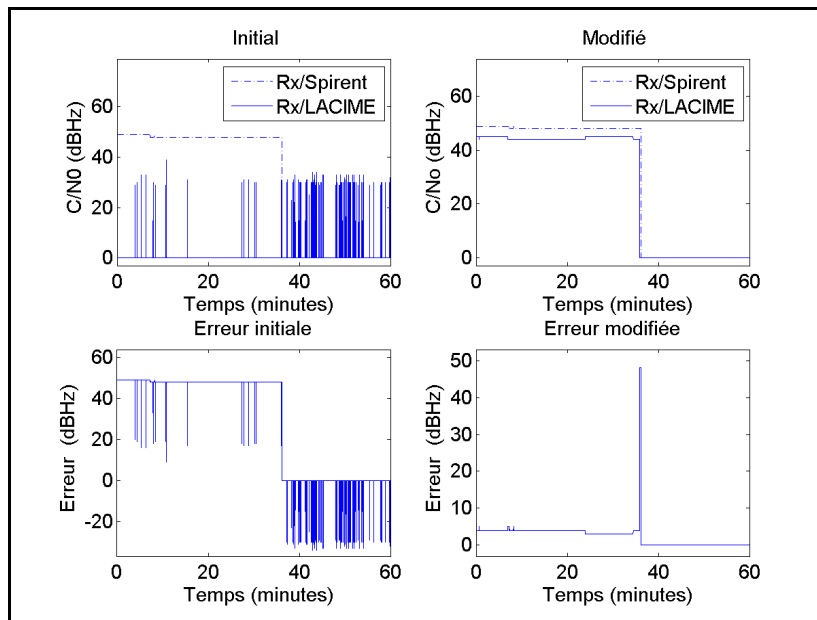 Initial
Rx/Spirent
Rx/LACIME
C/N0 (dBHz)
60
40
20
0
0
20
40
60
Temps (minutes)
Modifié
Rx/Spirent
Rx/LACIME
C/No (dBHz)
60
40
20
0
0
20
40
60
Temps (minutes)
Erreur initiale
Erreur (dBHz)
60
40
20
0
-20
0
20
40
60
Temps (minutes)
Erreur modifiée
Erreur (dBHz)
50
40
30
20
10
0
0
20
40
60
Temps (minutes)